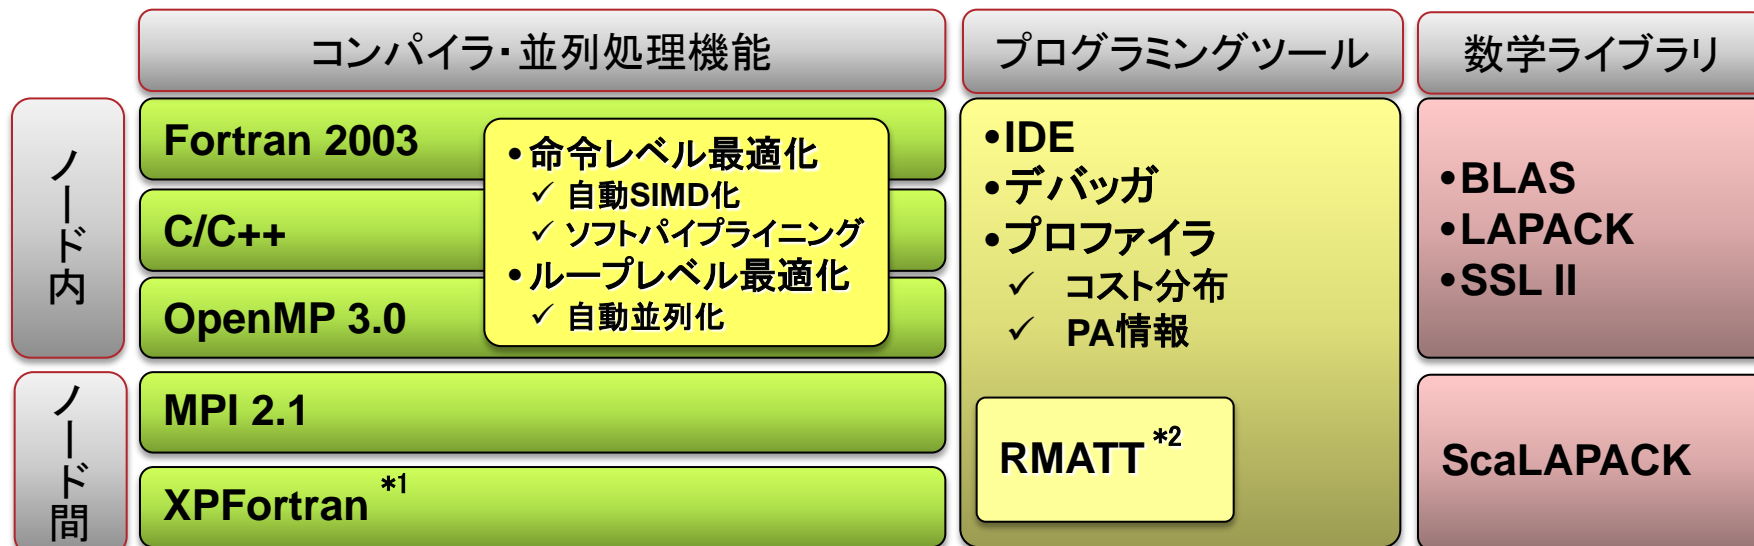 コンパイラ・並列処理機能
プログラミングツール
数学ライブラリ
ノード内
Fortran 2003
C/C++
OpenMP 3.0
•命令レベル最適化
✓ 自動SIMD化
✓ ソフトパイプライニング
•ループレベル最適化
✓ 自動並列化
•IDE
•デバッガ
•プロファイラ
✓ コスト分布
✓ PA情報
•BLAS
•LAPACK
•SSL II
ノード間
MPI 2.1
XPFortran *1
RMATT *2
ScaLAPACK